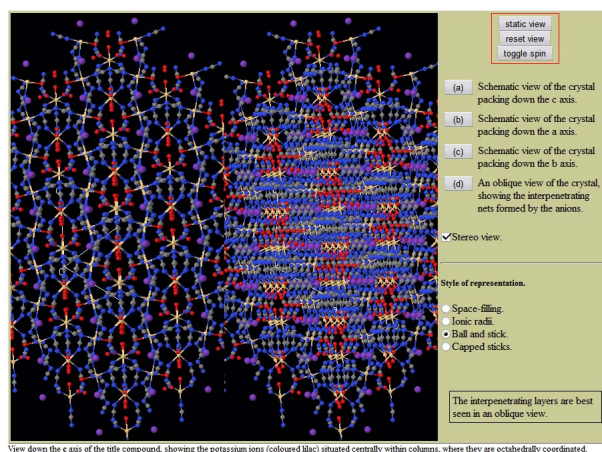 static view
reset view
toggle spin
(a) Schematic view of the crystal
packing down the c axis.
(b) Schematic view of the crystal
packing down the a axis.
(c) Schematic view of the crystal
packing down the b axis.
(d) An oblique view of the crystal,
showing the interpenetrating
nets formed by the anions.
Stereo view.
Style of representation.
Space-filling.
Ionic radii.
Ball and stick.
Capped sticks.
The interpenetrating layers are best
seen in an oblique view.
View down the c axis of the title compound, showing the potassium ions (coloured lilac) situated centrally within columns, where they are octahedrally coordinated.